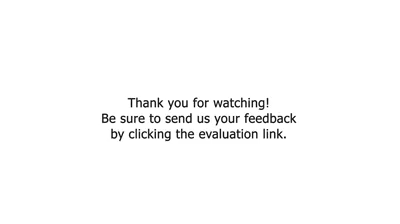 Thank you for watching!
Be sure to send us your feedback
by clicking the evaluation link.